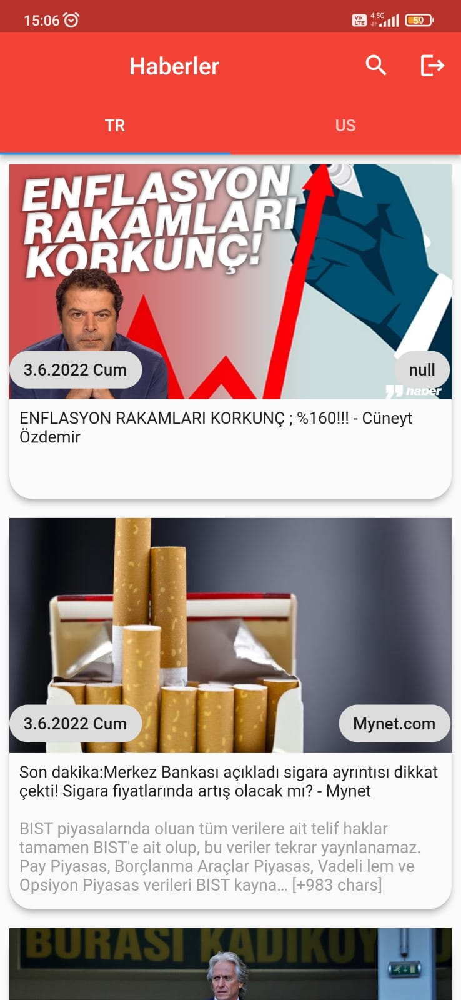 15:06
Vo LTE
4.5G
59
Haberler
TR
US
ENFLASYON
RAKAMLARI
KORKUNÇ!
3.6.2022 Cum
null
haber
ENFLASYON RAKAMLARI KORKUNÇ ; %160!!! - Cüneyt
Özdemir
3.6.2022 Cum
Mynet.com
Son dakika:Merkez Bankası açıkladı sigara ayrıntısı dikkat
çekti! Sigara fiyatlarında artış olacak mı? - Mynet
BIST piyasalarnda oluan tüm verilere ait telif haklar
tamamen BIST'e ait olup, bu veriler tekrar yaynlanamaz.
Pay Piyasas, Borçlanma Araçlar Piyasas, Vadeli lem ve
Opsiyon Piyasas verileri BIST kayna… [+983 chars]
BURASI KADIKÖY